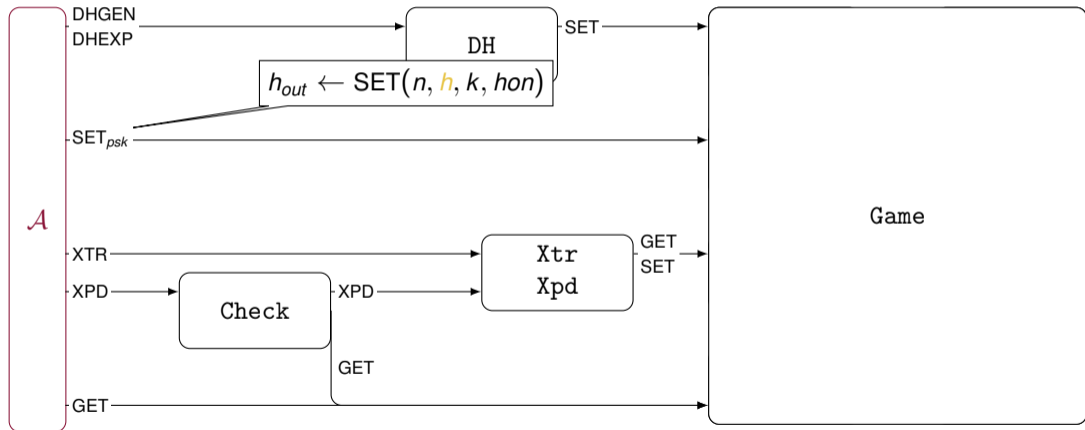 DHGEN
DHEXP
DH
SET
h_out ← SET(n, h, k, hon)
SET_psk
𝒜
Game
XTR
Xtr
Xpd
GET
SET
XPD
Check
XPD
GET
GET